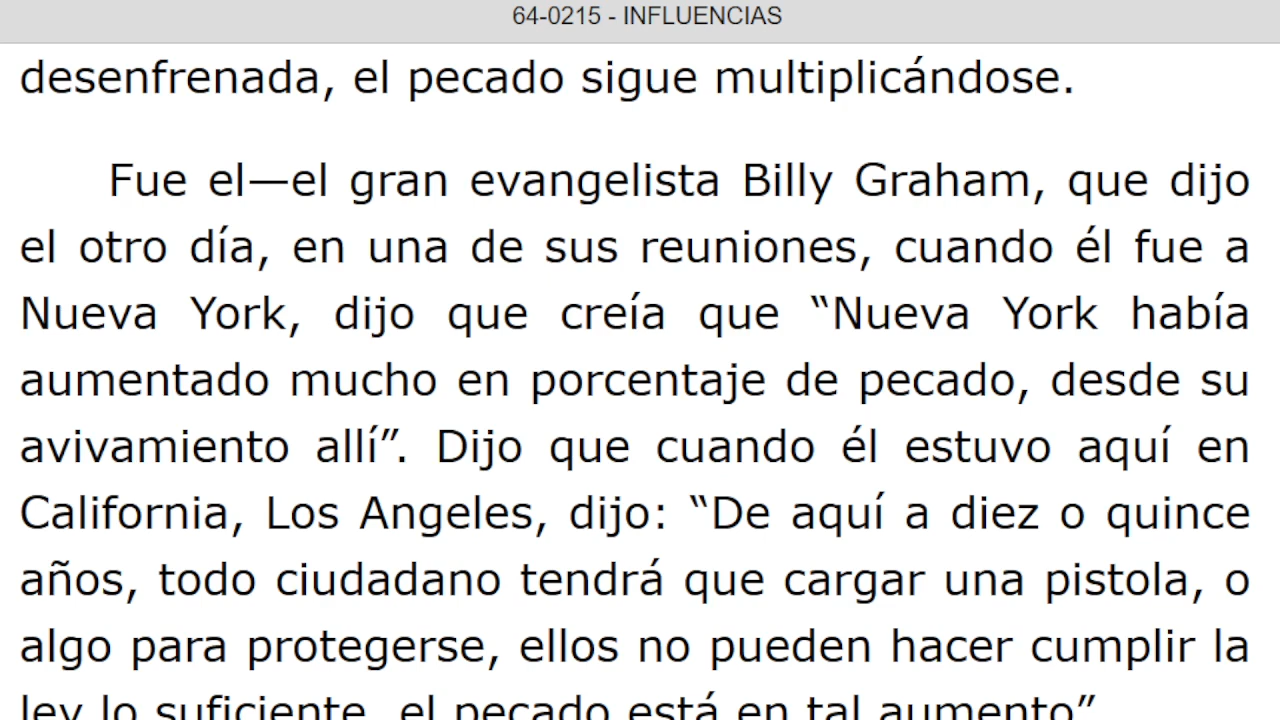 64-0215 - INFLUENCIAS
desenfrenada, el pecado sigue multiplicándose.
Fue el—el gran evangelista Billy Graham, que dijo
el otro día, en una de sus reuniones, cuando él fue a
Nueva York, dijo que creía que “Nueva York había
aumentado mucho en porcentaje de pecado, desde su
avivamiento allí”. Dijo que cuando él estuvo aquí en
California, Los Angeles, dijo: “De aquí a diez o quince
años, todo ciudadano tendrá que cargar una pistola, o
algo para protegerse, ellos no pueden hacer cumplir la
ley lo suficiente, el pecado está en tal aumento”